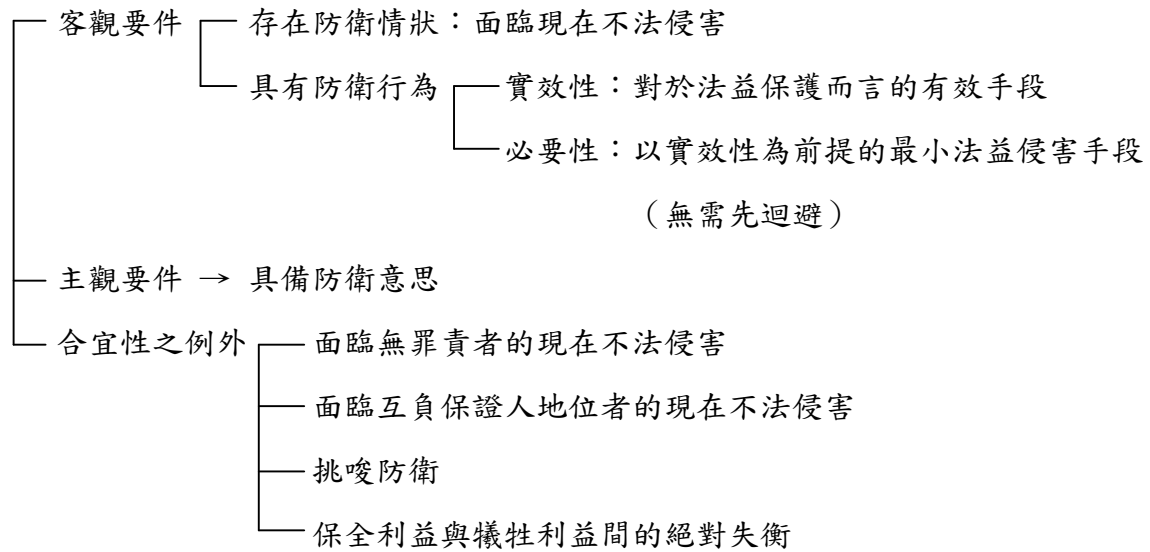 客觀要件 存在防衛情狀：面臨現在不法侵害
具有防衛行為 實效性：對於法益保護而言的有效手段
必要性：以實效性為前提的最小法益侵害手段
（無需先迴避）
主觀要件 → 具備防衛意思
合宜性之例外 面臨無罪責者的現在不法侵害
面臨互負保證人地位者的現在不法侵害
挑唆防衛
保全利益與犧牲利益間的絕對失衡